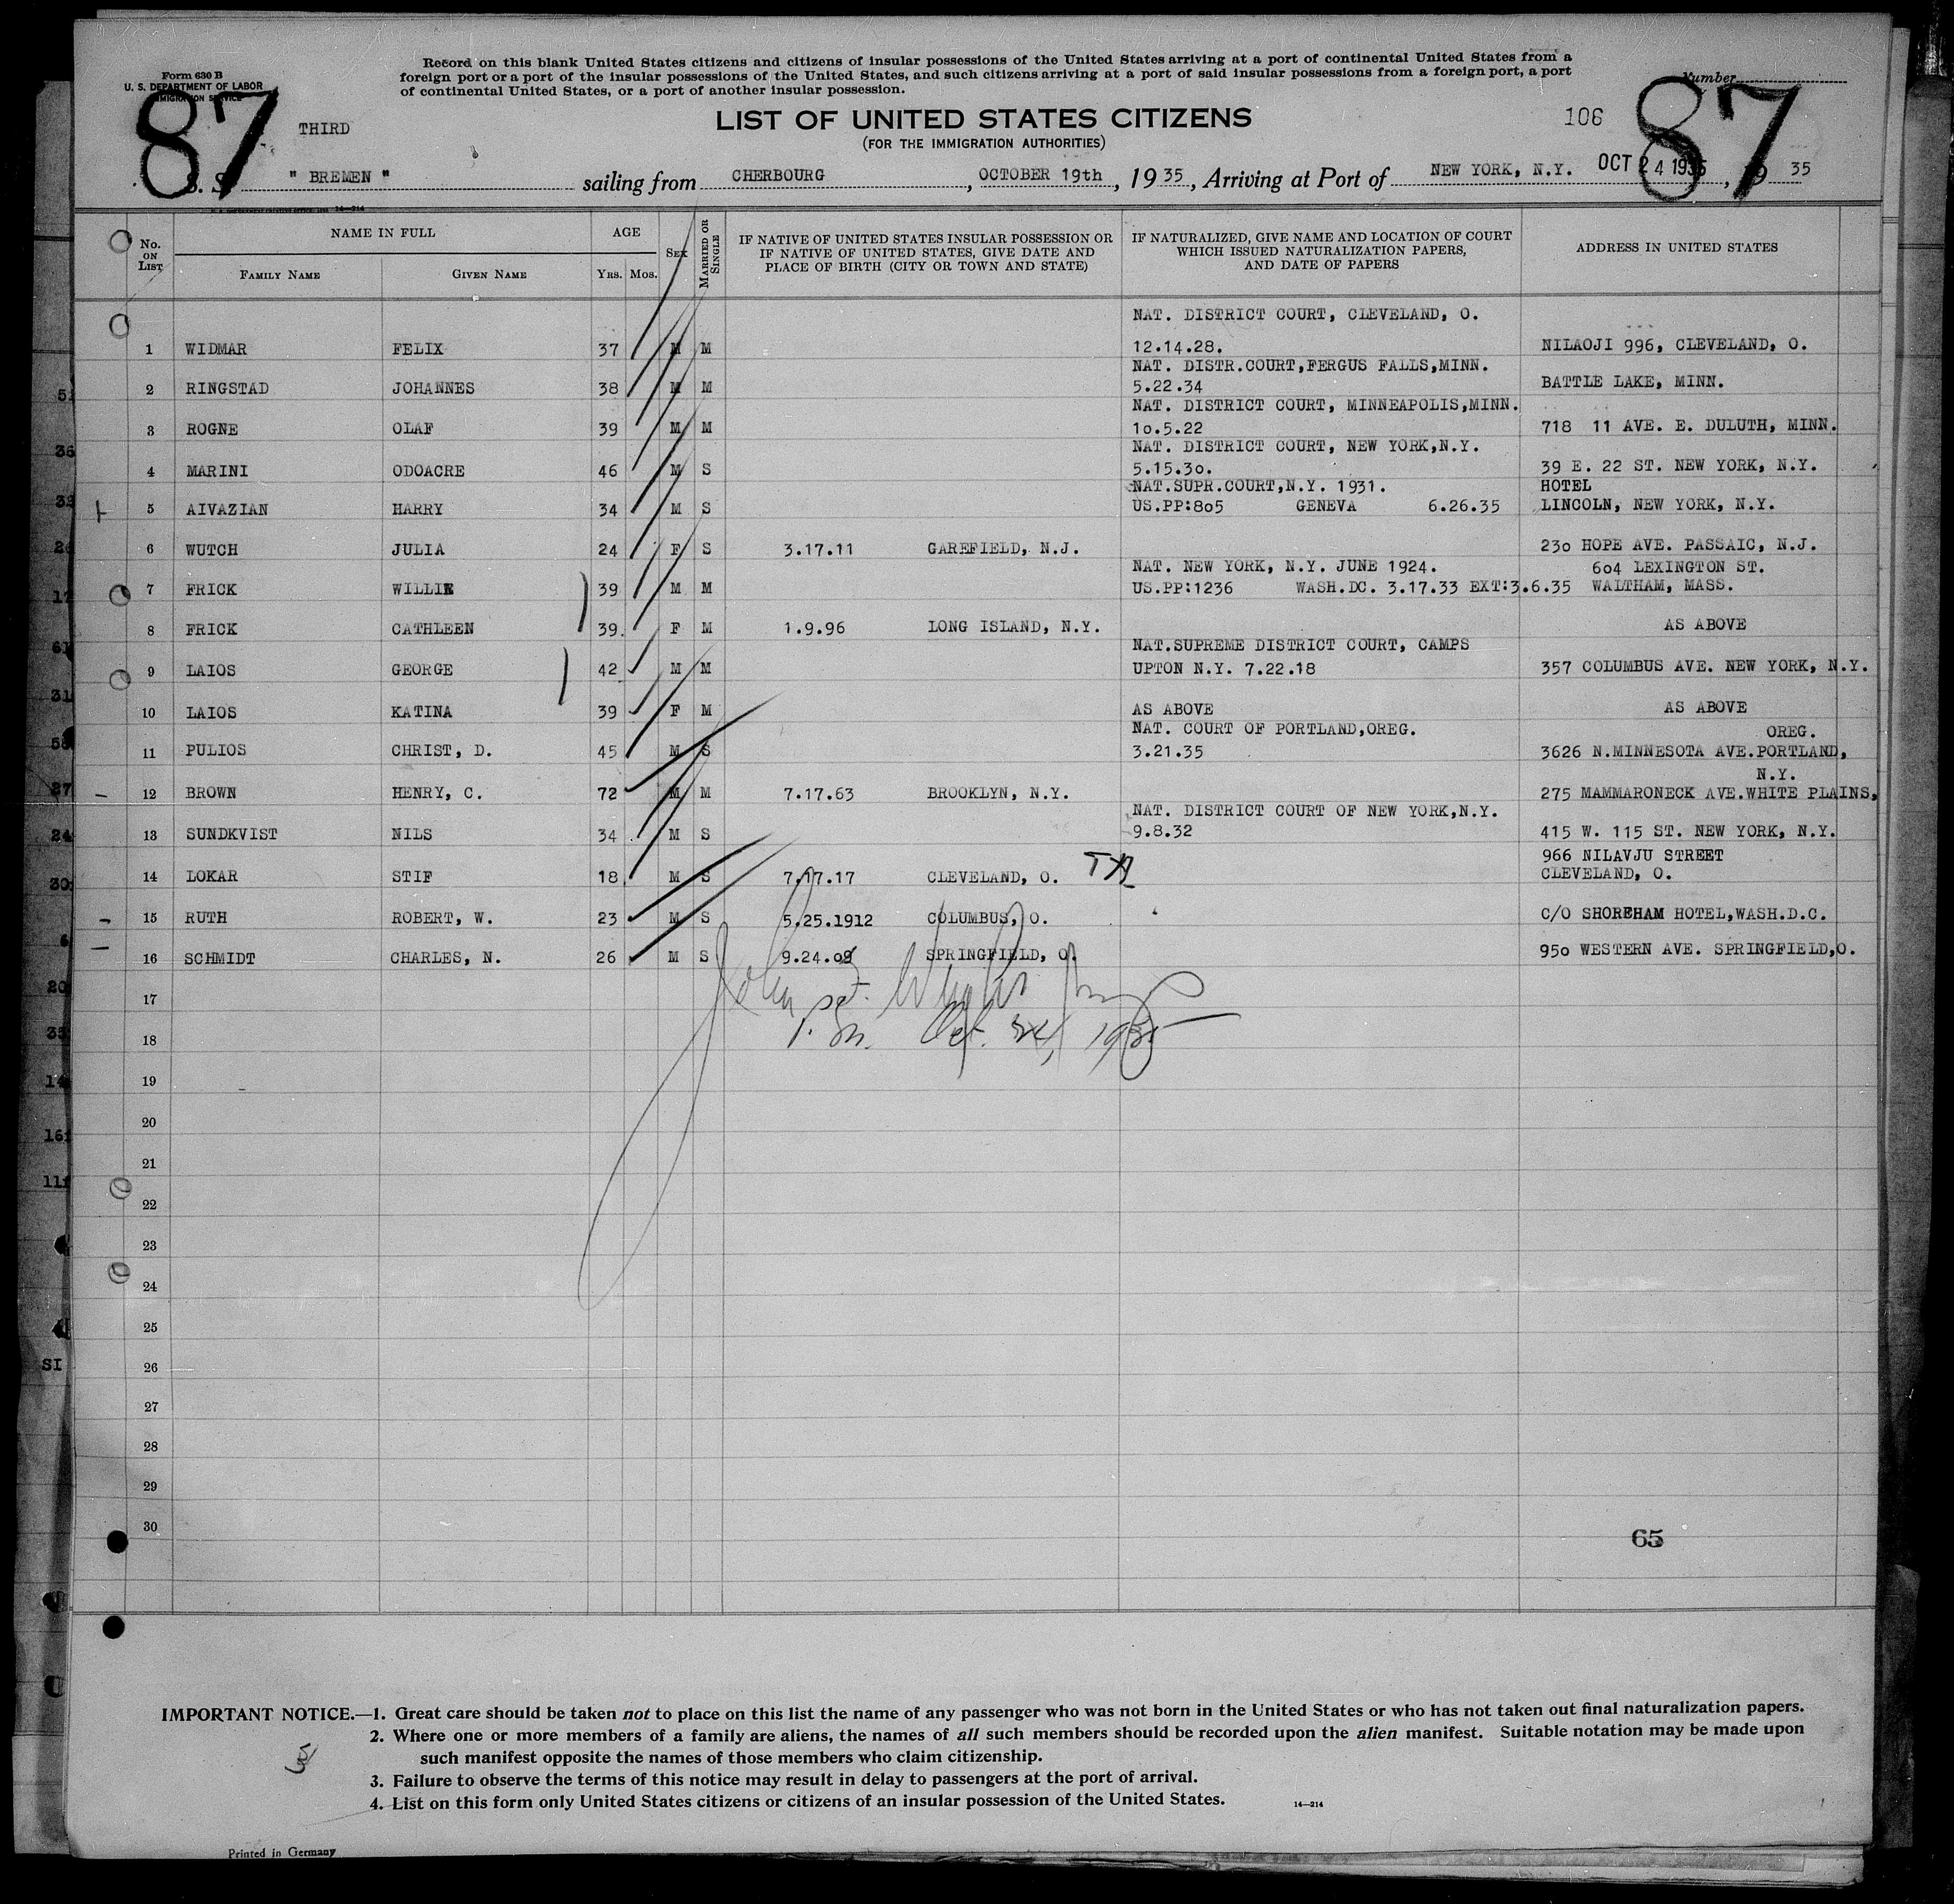 Record on this blank United States citizens and citizens of insular possessions of the United States arriving at a port of continental United States from a
foreign port or a port of the insular possessions of the United States, and such citizens arriving at a port of said insular possessions from a foreign port, a port
of continental United States, or a port of another insular possession.
Form 630 B
U. S. DEPARTMENT OF LABOR
IMMIGRATION SERVICE
Number
87
THIRD
LIST OF UNITED STATES CITIZENS
106
87
(FOR THE IMMIGRATION AUTHORITIES)
S. S. " BREMEN " sailing from CHERBOURG, OCTOBER 19th, 1935, Arriving at Port of NEW YORK, N.Y. OCT 24 1935, 1935
No. ON LIST
NAME IN FULL
FAMILY NAME GIVEN NAME
AGE
Yrs. Mos.
SEX
MARRIED OR SINGLE
IF NATIVE OF UNITED STATES INSULAR POSSESSION OR
IF NATIVE OF UNITED STATES, GIVE DATE AND
PLACE OF BIRTH (CITY OR TOWN AND STATE)
IF NATURALIZED, GIVE NAME AND LOCATION OF COURT
WHICH ISSUED NATURALIZATION PAPERS,
AND DATE OF PAPERS
ADDRESS IN UNITED STATES
NAT. DISTRICT COURT, CLEVELAND, O.
1 WIDMAR FELIX 37 M M 12.14.28. NILAOJI 996, CLEVELAND, O.
NAT. DISTR.COURT,FERGUS FALLS,MINN.
2 RINGSTAD JOHANNES 38 M M 5.22.34 BATTLE LAKE, MINN.
NAT. DISTRICT COURT, MINNEAPOLIS,MINN.
3 ROGNE OLAF 39 M M 1o.5.22 718 11 AVE. E. DULUTH, MINN.
NAT. DISTRICT COURT, NEW YORK,N.Y.
4 MARINI ODOACRE 46 M S 5.15.3o. 39 E. 22 ST. NEW YORK, N.Y.
NAT.SUPR.COURT,N.Y. 1931. HOTEL
5 AIVAZIAN HARRY 34 M S US.PP:8o5 GENEVA 6.26.35 LINCOLN, NEW YORK, N.Y.
6 WUTCH JULIA 24 F S 3.17.11 GAREFIELD, N.J. 23o HOPE AVE. PASSAIC, N.J.
NAT. NEW YORK, N.Y. JUNE 1924. 6o4 LEXINGTON ST.
7 FRICK WILLIE 39 M M US.PP:1236 WASH.DC. 3.17.33 EXT:3.6.35 WALTHAM, MASS.
8 FRICK CATHLEEN 39. F M 1.9.96 LONG ISLAND, N.Y. AS ABOVE
NAT.SUPREME DISTRICT COURT, CAMPS
9 LAIOS GEORGE 42 M M UPTON N.Y. 7.22.18 357 COLUMBUS AVE. NEW YORK, N.Y.
10 LAIOS KATINA 39 F M AS ABOVE AS ABOVE
NAT. COURT OF PORTLAND,OREG. OREG.
11 PULIOS CHRIST, D. 45 M S 3.21.35 3626 N.MINNESOTA AVE.PORTLAND,
N.Y.
12 BROWN HENRY, C. 72 M M 7.17.63 BROOKLYN, N.Y. 275 MAMMARONECK AVE.WHITE PLAINS,
NAT. DISTRICT COURT OF NEW YORK,N.Y.
13 SUNDKVIST NILS 34 M S 9.8.32 415 W. 115 ST. NEW YORK, N.Y.
966 NILAVJU STREET
14 LOKAR STIF 18 M S 7.17.17 CLEVELAND, O. CLEVELAND, O.
15 RUTH ROBERT, W. 23 M S 5.25.1912 COLUMBUS, O. C/O SHOREHAM HOTEL,WASH.D.C.
16 SCHMIDT CHARLES, N. 26 M S 9.24.09 SPRINGFIELD, O. 95o WESTERN AVE. SPRINGFIELD,O.
17
Oct. 24, 1935
18
19
20
21
22
23
24
25
26
27
28
29
30
65
IMPORTANT NOTICE.—1. Great care should be taken not to place on this list the name of any passenger who was not born in the United States or who has not taken out final naturalization papers.
2. Where one or more members of a family are aliens, the names of all such members should be recorded upon the alien manifest. Suitable notation may be made upon
such manifest opposite the names of those members who claim citizenship.
3. Failure to observe the terms of this notice may result in delay to passengers at the port of arrival.
4. List on this form only United States citizens or citizens of an insular possession of the United States.
14—214
Printed in Germany